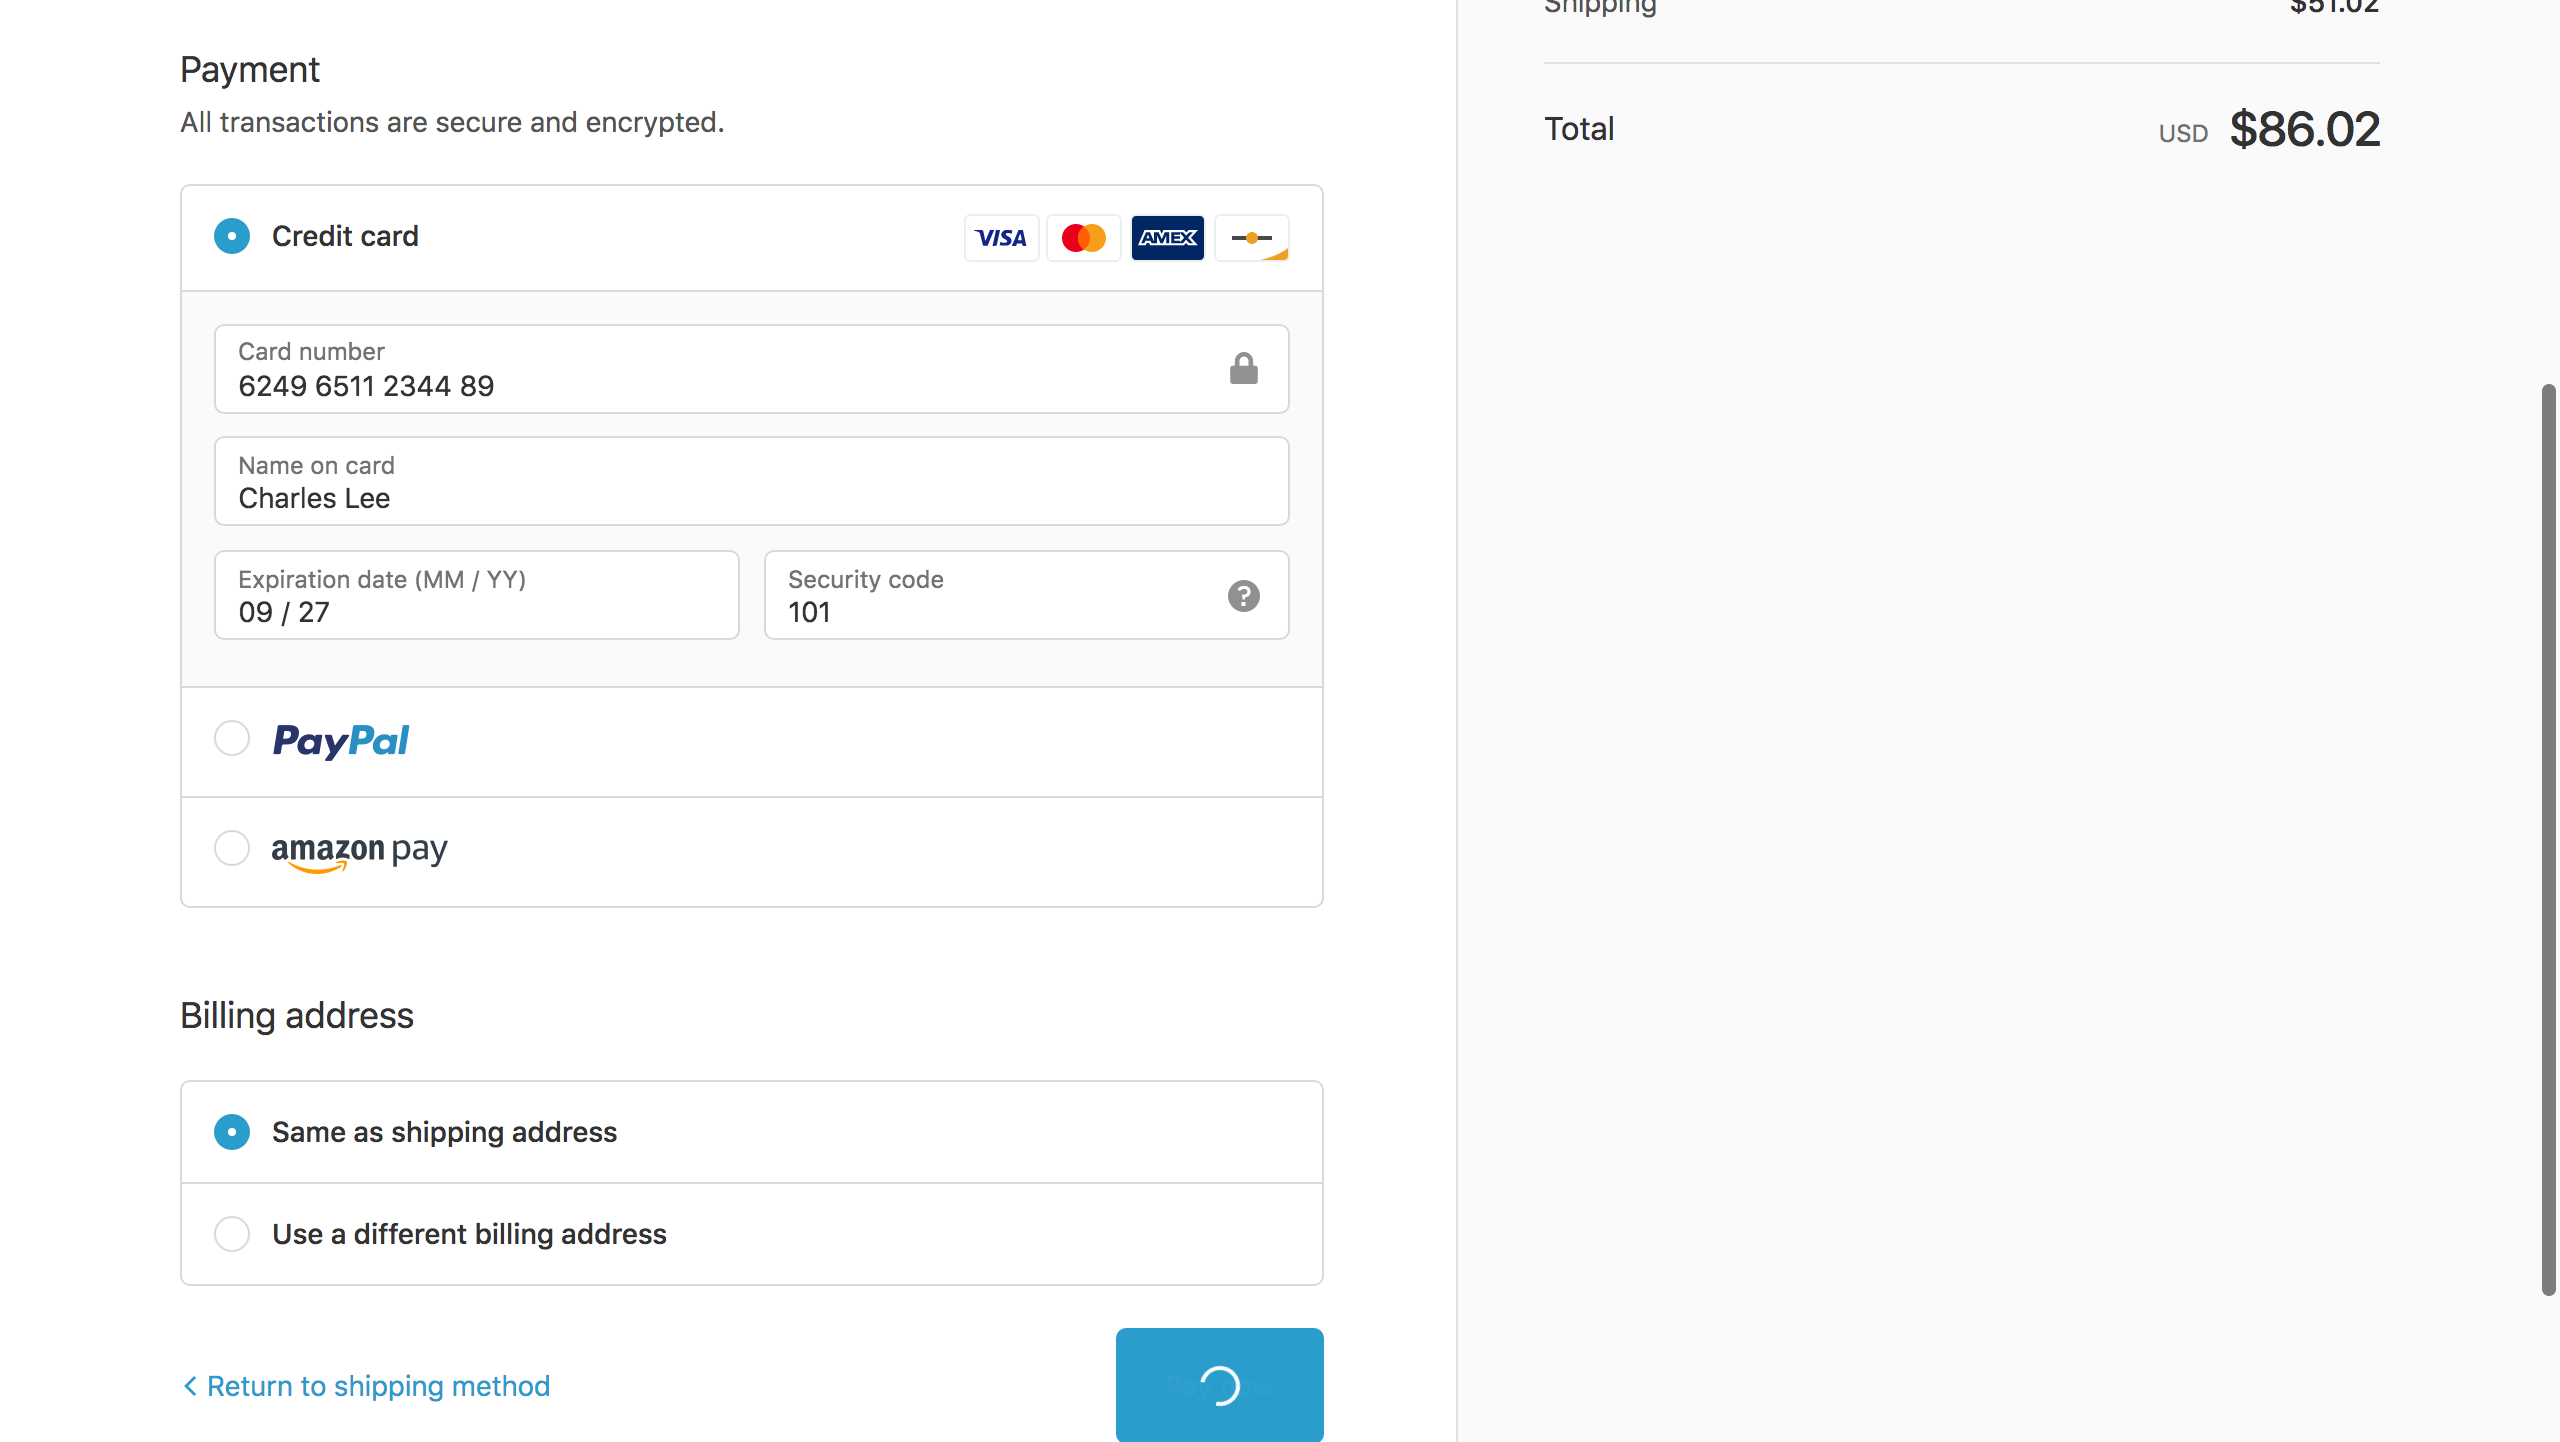 Shipping $51.02
Payment
All transactions are secure and encrypted.
Total USD $86.02
Credit card VISA AMEX
Card number
6249 6511 2344 89
Name on card
Charles Lee
Expiration date (MM / YY)
09 / 27
Security code
101
PayPal
amazon pay
Billing address
Same as shipping address
Use a different billing address
Return to shipping method